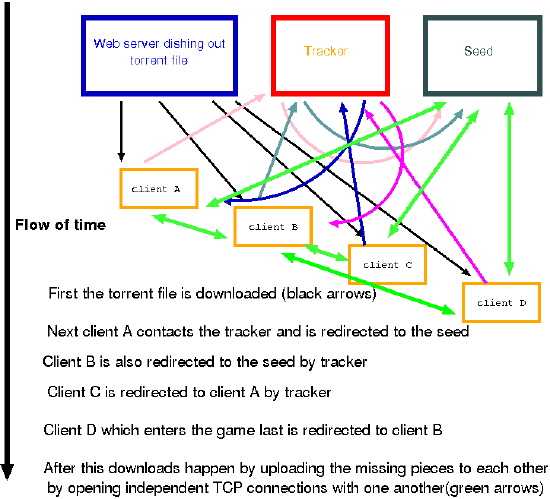 Web server dishing out
torrent file
Tracker
Seed
client A
client B
client C
client D
Flow of time
First the torrent file is downloaded (black arrows)
Next client A contacts the tracker and is redirected to the seed
Client B is also redirected to the seed by tracker
Client C is redirected to client A by tracker
Client D which enters the game last is redirected to client B
After this downloads happen by uploading the missing pieces to each other
by opening independent TCP connections with one another(green arrows)